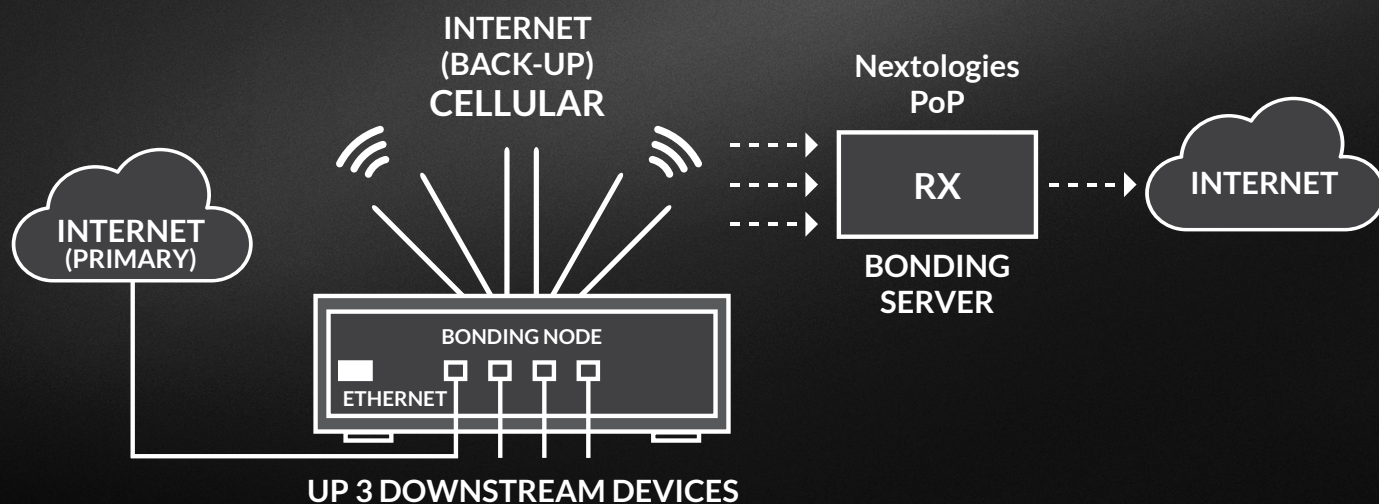 INTERNET
(BACK-UP)
CELLULAR
Nextologies
PoP
INTERNET
(PRIMARY)
RX
INTERNET
BONDING
SERVER
BONDING NODE
ETHERNET
UP 3 DOWNSTREAM DEVICES